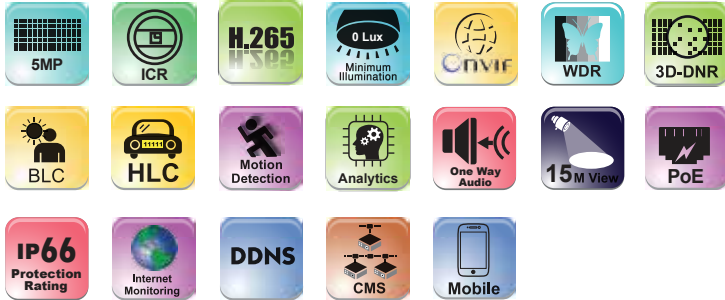 5MP
ICR
H.265
0 Lux
Minimum
Illumination
ONVIF
WDR
3D-DNR
BLC
11111
HLC
Motion
Detection
Analytics
One Way
Audio
15M View
PoE
IP66
Protection
Rating
Internet
Monitoring
DDNS
CMS
Mobile